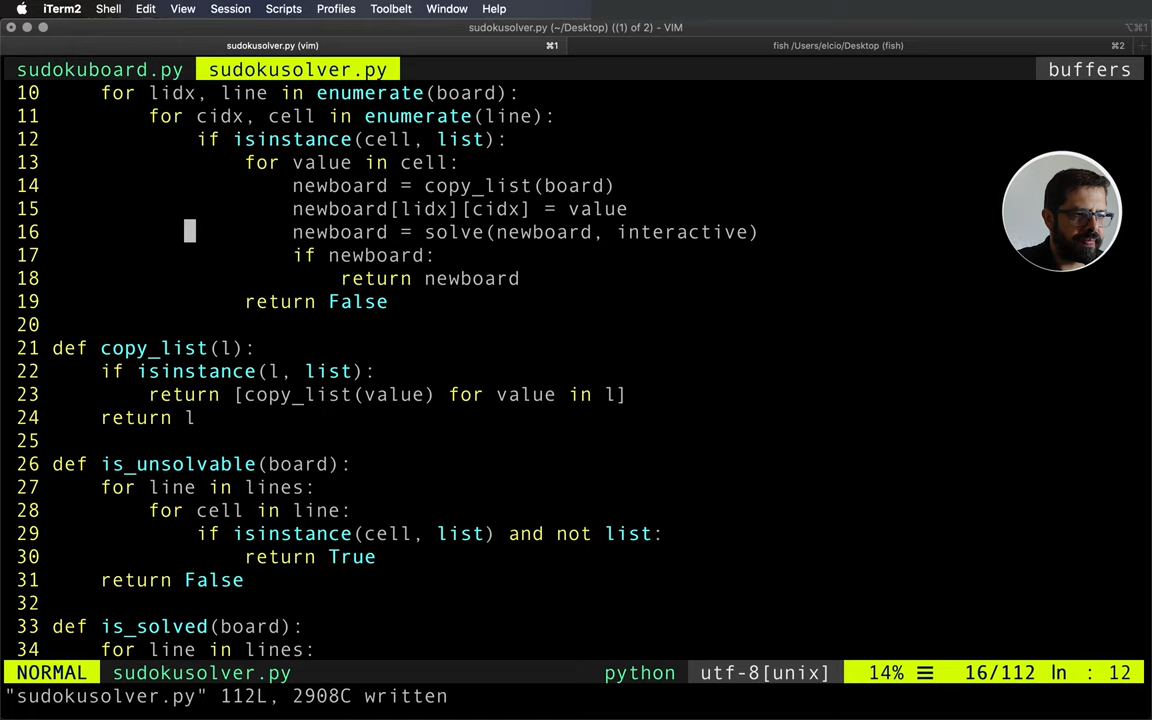 iTerm2 Shell Edit View Session Scripts Profiles Toolbelt Window Help
sudokusolver.py (~/Desktop) ((1) of 2) - VIM ⌥⌘1
sudokusolver.py (vim) ⌘1 fish /Users/elcio/Desktop (fish) ⌘2 +
sudokuboard.py sudokusolver.py buffers
10     for lidx, line in enumerate(board):
11         for cidx, cell in enumerate(line):
12             if isinstance(cell, list):
13                 for value in cell:
14                     newboard = copy_list(board)
15                     newboard[lidx][cidx] = value
16                     newboard = solve(newboard, interactive)
17                     if newboard:
18                         return newboard
19                 return False
20
21 def copy_list(l):
22     if isinstance(l, list):
23         return [copy_list(value) for value in l]
24     return l
25
26 def is_unsolvable(board):
27     for line in lines:
28         for cell in line:
29             if isinstance(cell, list) and not list:
30                 return True
31     return False
32
33 def is_solved(board):
34     for line in lines:
NORMAL sudokusolver.py python utf-8[unix] 14% ☰ 16/112 ln : 12
"sudokusolver.py" 112L, 2908C written